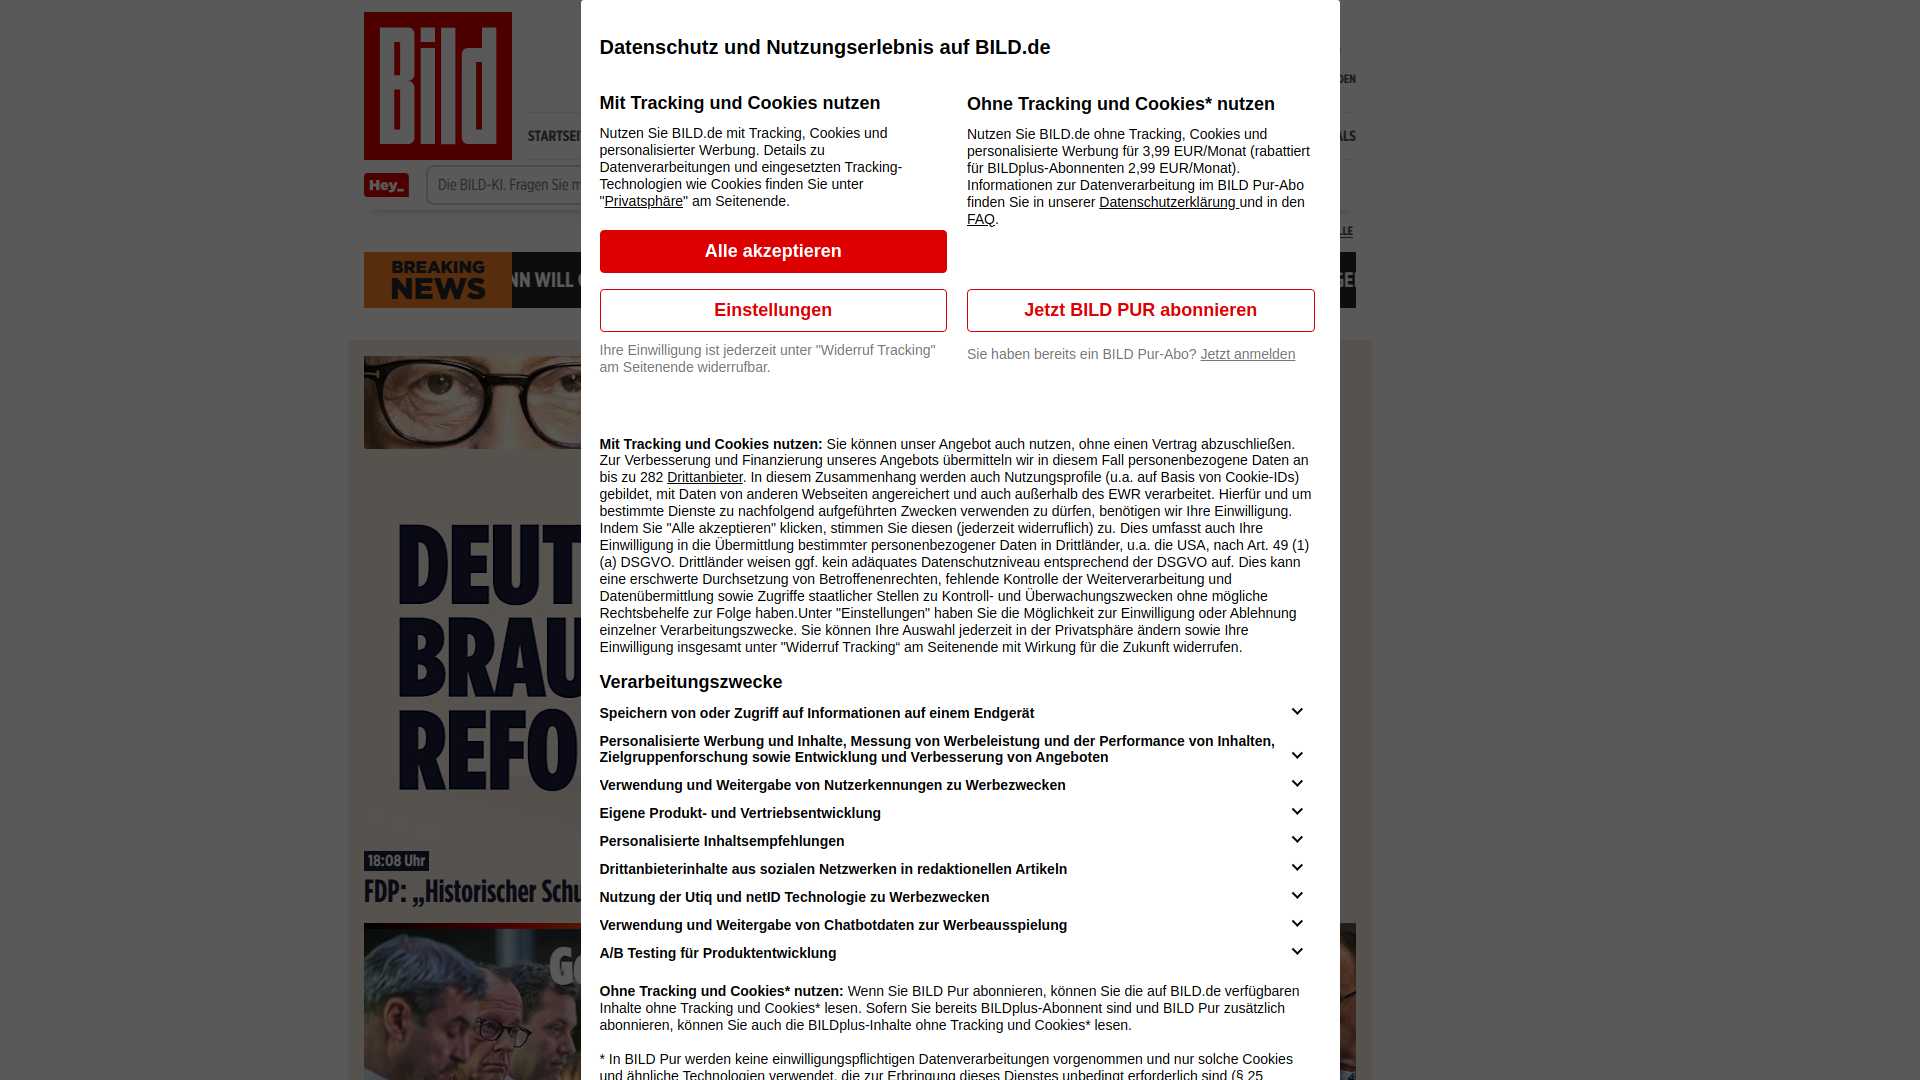 Bild
Datenschutz und Nutzungserlebnis auf BILD.de
Mit Tracking und Cookies nutzen
Nutzen Sie BILD.de mit Tracking, Cookies und
personalisierter Werbung. Details zu
Datenverarbeitungen und eingesetzten Tracking-
Technologien wie Cookies finden Sie unter
"Privatsphäre" am Seitenende.
Alle akzeptieren
Einstellungen
Ihre Einwilligung ist jederzeit unter "Widerruf Tracking"
am Seitenende widerrufbar.
Ohne Tracking und Cookies* nutzen
Nutzen Sie BILD.de ohne Tracking, Cookies und
personalisierte Werbung für 3,99 EUR/Monat (rabattiert
für BILDplus-Abonnenten 2,99 EUR/Monat).
Informationen zur Datenverarbeitung im BILD Pur-Abo
finden Sie in unserer Datenschutzerklärung und in den
FAQ.
Jetzt BILD PUR abonnieren
Sie haben bereits ein BILD Pur-Abo? Jetzt anmelden
Mit Tracking und Cookies nutzen: Sie können unser Angebot auch nutzen, ohne einen Vertrag abzuschließen.
Zur Verbesserung und Finanzierung unseres Angebots übermitteln wir in diesem Fall personenbezogene Daten an
bis zu 282 Drittanbieter. In diesem Zusammenhang werden auch Nutzungsprofile (u.a. auf Basis von Cookie-IDs)
gebildet, mit Daten von anderen Webseiten angereichert und auch außerhalb des EWR verarbeitet. Hierfür und um
bestimmte Dienste zu nachfolgend aufgeführten Zwecken verwenden zu dürfen, benötigen wir Ihre Einwilligung.
Indem Sie "Alle akzeptieren" klicken, stimmen Sie diesen (jederzeit widerruflich) zu. Dies umfasst auch Ihre
Einwilligung in die Übermittlung bestimmter personenbezogener Daten in Drittländer, u.a. die USA, nach Art. 49 (1)
(a) DSGVO. Drittländer weisen ggf. kein adäquates Datenschutzniveau entsprechend der DSGVO auf. Dies kann
eine erschwerte Durchsetzung von Betroffenenrechten, fehlende Kontrolle der Weiterverarbeitung und
Datenübermittlung sowie Zugriffe staatlicher Stellen zu Kontroll- und Überwachungszwecken ohne mögliche
Rechtsbehelfe zur Folge haben.Unter "Einstellungen" haben Sie die Möglichkeit zur Einwilligung oder Ablehnung
einzelner Verarbeitungszwecke. Sie können Ihre Auswahl jederzeit in der Privatsphäre ändern sowie Ihre
Einwilligung insgesamt unter "Widerruf Tracking“ am Seitenende mit Wirkung für die Zukunft widerrufen.
Verarbeitungszwecke
Speichern von oder Zugriff auf Informationen auf einem Endgerät
Personalisierte Werbung und Inhalte, Messung von Werbeleistung und der Performance von Inhalten,
Zielgruppenforschung sowie Entwicklung und Verbesserung von Angeboten
Verwendung und Weitergabe von Nutzerkennungen zu Werbezwecken
Eigene Produkt- und Vertriebsentwicklung
Personalisierte Inhaltsempfehlungen
Drittanbieterinhalte aus sozialen Netzwerken in redaktionellen Artikeln
Nutzung der Utiq und netID Technologie zu Werbezwecken
Verwendung und Weitergabe von Chatbotdaten zur Werbeausspielung
A/B Testing für Produktentwicklung
Ohne Tracking und Cookies* nutzen: Wenn Sie BILD Pur abonnieren, können Sie die auf BILD.de verfügbaren
Inhalte ohne Tracking und Cookies* lesen. Sofern Sie bereits BILDplus-Abonnent sind und BILD Pur zusätzlich
abonnieren, können Sie auch die BILDplus-Inhalte ohne Tracking und Cookies* lesen.
* In BILD Pur werden keine einwilligungspflichtigen Datenverarbeitungen vorgenommen und nur solche Cookies
und ähnliche Technologien verwendet, die zur Erbringung dieses Dienstes unbedingt erforderlich sind (§ 25
STARTSEI
Hey_
Die BILD-KI. Fragen Sie m
BREAKING
NEWS
NN WILL
DEUT
BRAU
REFO
18:08 Uhr
FDP: „Historischer Schu